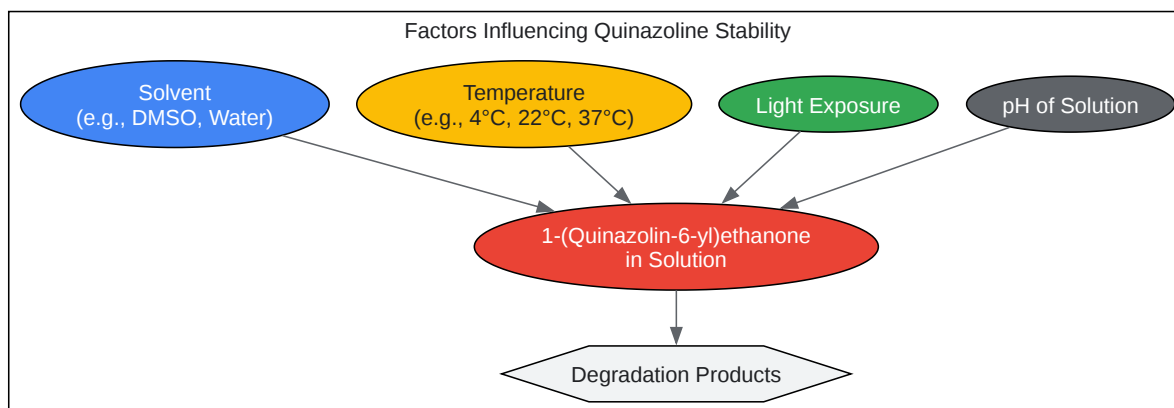 Factors Influencing Quinazoline Stability
Solvent
(e.g., DMSO, Water)
Temperature
(e.g., 4°C, 22°C, 37°C)
Light Exposure
pH of Solution
1-(Quinazolin-6-yl)ethanone
in Solution
Degradation Products